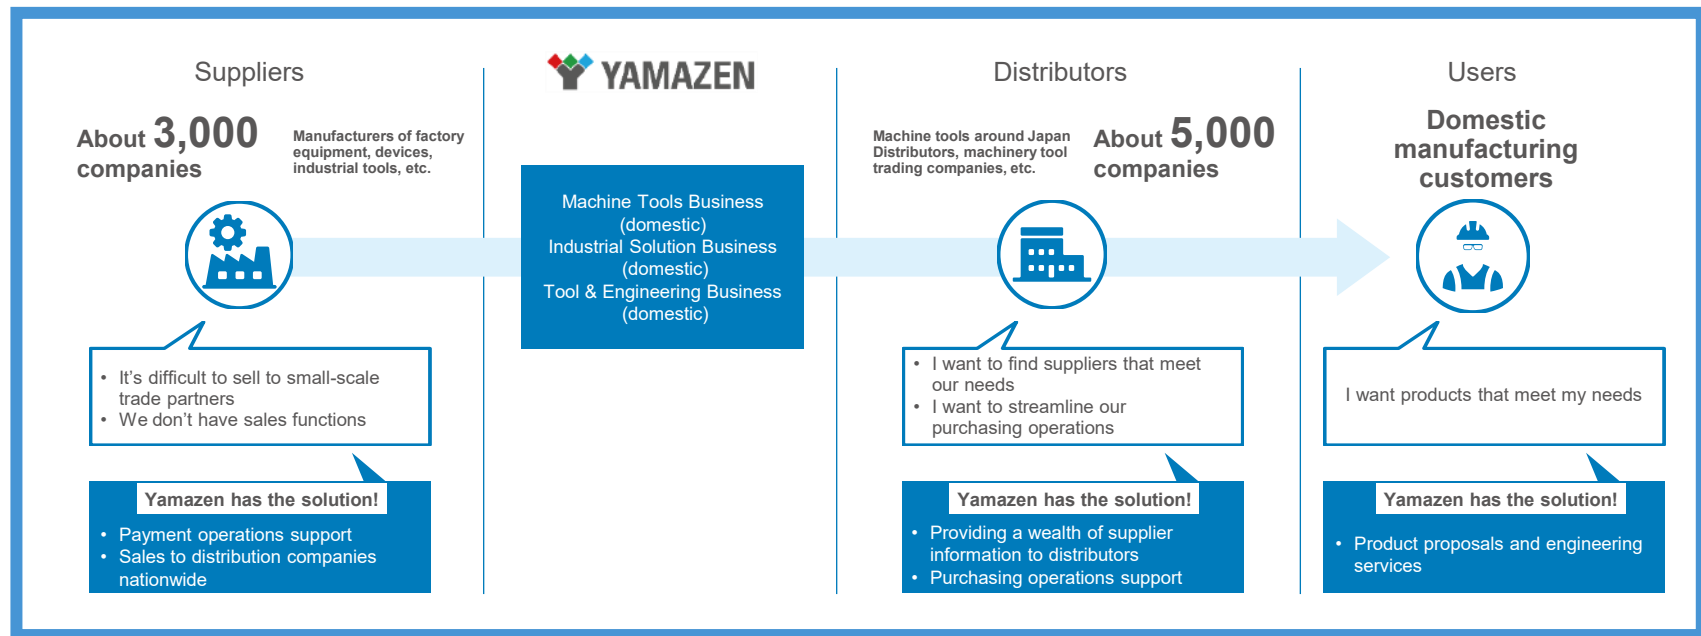 Suppliers
About 3,000
companies
Manufacturers of factory
equipment, devices,
industrial tools, etc.
• It's difficult to sell to small-scale
trade partners
• We don't have sales functions
Yamazen has the solution!
• Payment operations support
• Sales to distribution companies
nationwide
YAMAZEN
Machine Tools Business
(domestic)
Industrial Solution Business
(domestic)
Tool & Engineering Business
(domestic)
Distributors
Machine tools around Japan
Distributors, machinery tool
trading companies, etc.
About 5,000
companies
• I want to find suppliers that meet
our needs
• I want to streamline our
purchasing operations
Yamazen has the solution!
• Providing a wealth of supplier
information to distributors
• Purchasing operations support
Users
Domestic
manufacturing
customers
I want products that meet my needs
Yamazen has the solution!
• Product proposals and engineering
services